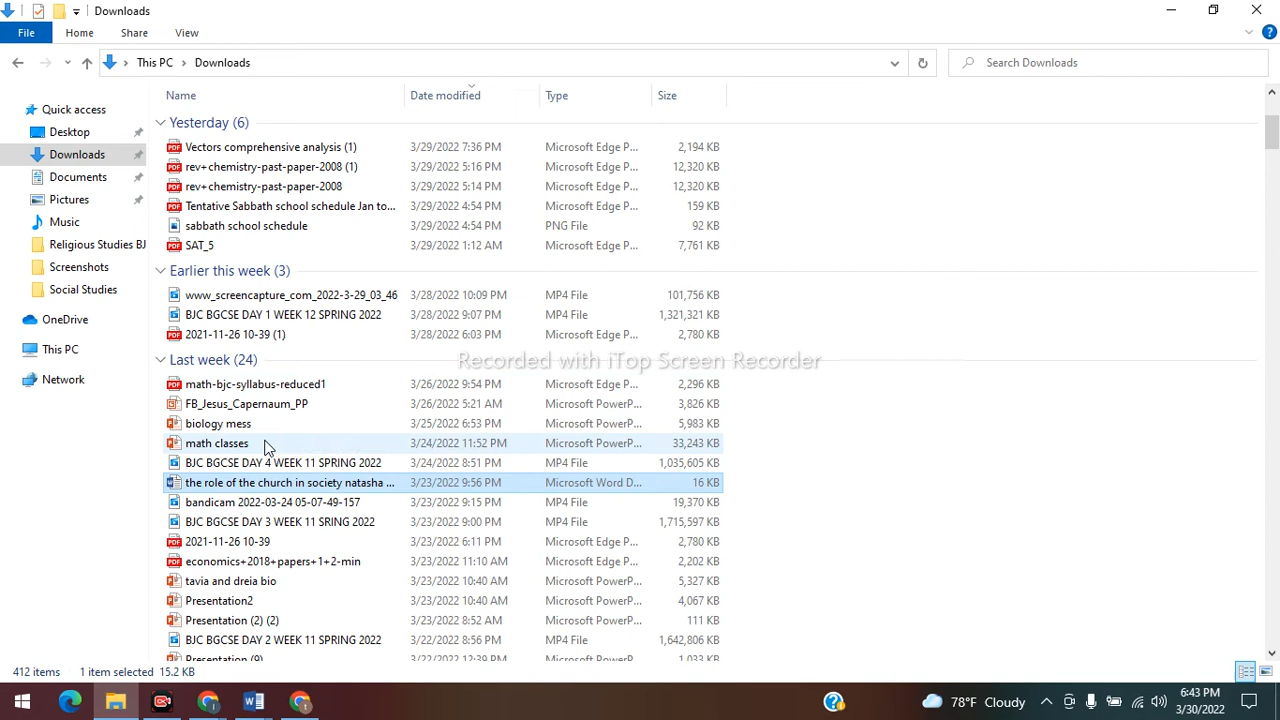 Downloads
File Home Share View
This PC Downloads
Search Downloads
Name Date modified Type Size
Quick access
Desktop
Downloads
Documents
Pictures
Music
Religious Studies BJ
Screenshots
Social Studies
OneDrive
This PC
Network
Yesterday (6)
Vectors comprehensive analysis (1) 3/29/2022 7:36 PM Microsoft Edge P... 2,194 KB
rev+chemistry-past-paper-2008 (1) 3/29/2022 5:16 PM Microsoft Edge P... 12,320 KB
rev+chemistry-past-paper-2008 3/29/2022 5:14 PM Microsoft Edge P... 12,320 KB
Tentative Sabbath school schedule Jan to... 3/29/2022 4:54 PM Microsoft Edge P... 159 KB
sabbath school schedule 3/29/2022 4:54 PM PNG File 92 KB
SAT_5 3/29/2022 1:12 AM Microsoft Edge P... 7,761 KB
Earlier this week (3)
www_screencapture_com_2022-3-29_03_46 3/28/2022 10:09 PM MP4 File 101,756 KB
BJC BGCSE DAY 1 WEEK 12 SPRING 2022 3/28/2022 9:07 PM MP4 File 1,321,321 KB
2021-11-26 10-39 (1) 3/28/2022 6:03 PM Microsoft Edge P... 2,780 KB
Recorded with iTop Screen Recorder
Last week (24)
math-bjc-syllabus-reduced1 3/26/2022 9:54 PM Microsoft Edge P... 2,296 KB
FB_Jesus_Capernaum_PP 3/26/2022 5:21 AM Microsoft PowerP... 3,826 KB
biology mess 3/25/2022 6:53 PM Microsoft PowerP... 5,983 KB
math classes 3/24/2022 11:52 PM Microsoft PowerP... 33,243 KB
BJC BGCSE DAY 4 WEEK 11 SPRING 2022 3/24/2022 8:51 PM MP4 File 1,035,605 KB
the role of the church in society natasha ... 3/23/2022 9:56 PM Microsoft Word D... 16 KB
bandicam 2022-03-24 05-07-49-157 3/23/2022 9:15 PM MP4 File 19,370 KB
BJC BGCSE DAY 3 WEEK 11 SRING 2022 3/23/2022 9:00 PM MP4 File 1,715,597 KB
2021-11-26 10-39 3/23/2022 6:11 PM Microsoft Edge P... 2,780 KB
economics+2018+papers+1+2-min 3/23/2022 11:10 AM Microsoft Edge P... 2,202 KB
tavia and dreia bio 3/23/2022 10:40 AM Microsoft PowerP... 5,327 KB
Presentation2 3/23/2022 10:40 AM Microsoft PowerP... 4,067 KB
Presentation (2) (2) 3/23/2022 8:52 AM Microsoft PowerP... 111 KB
BJC BGCSE DAY 2 WEEK 11 SPRING 2022 3/22/2022 8:56 PM MP4 File 1,642,806 KB
Presentation (9) 3/22/2022 12:39 PM Microsoft PowerP... 1,033 KB
412 items 1 item selected 15.2 KB
78°F Cloudy
6:43 PM
3/30/2022